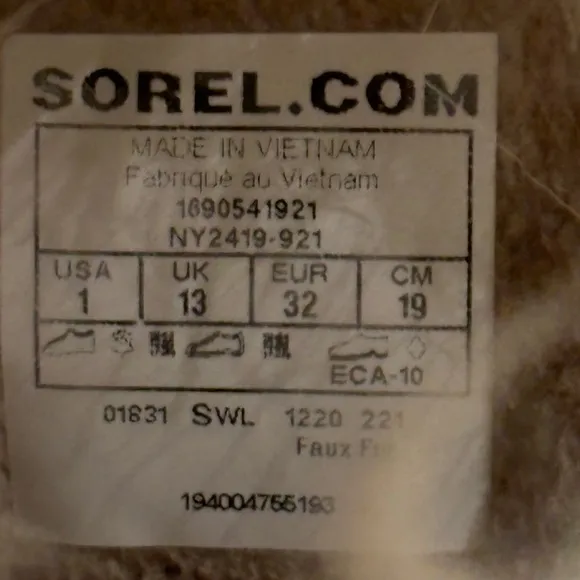 SOREL.COM
MADE IN VIETNAM
Fabriqué au Vietnam
1690541921
NY2419-921
USA UK EUR CM
1 13 32 19
ECA-10
01831 SWL 1220 221
Faux
194004755193